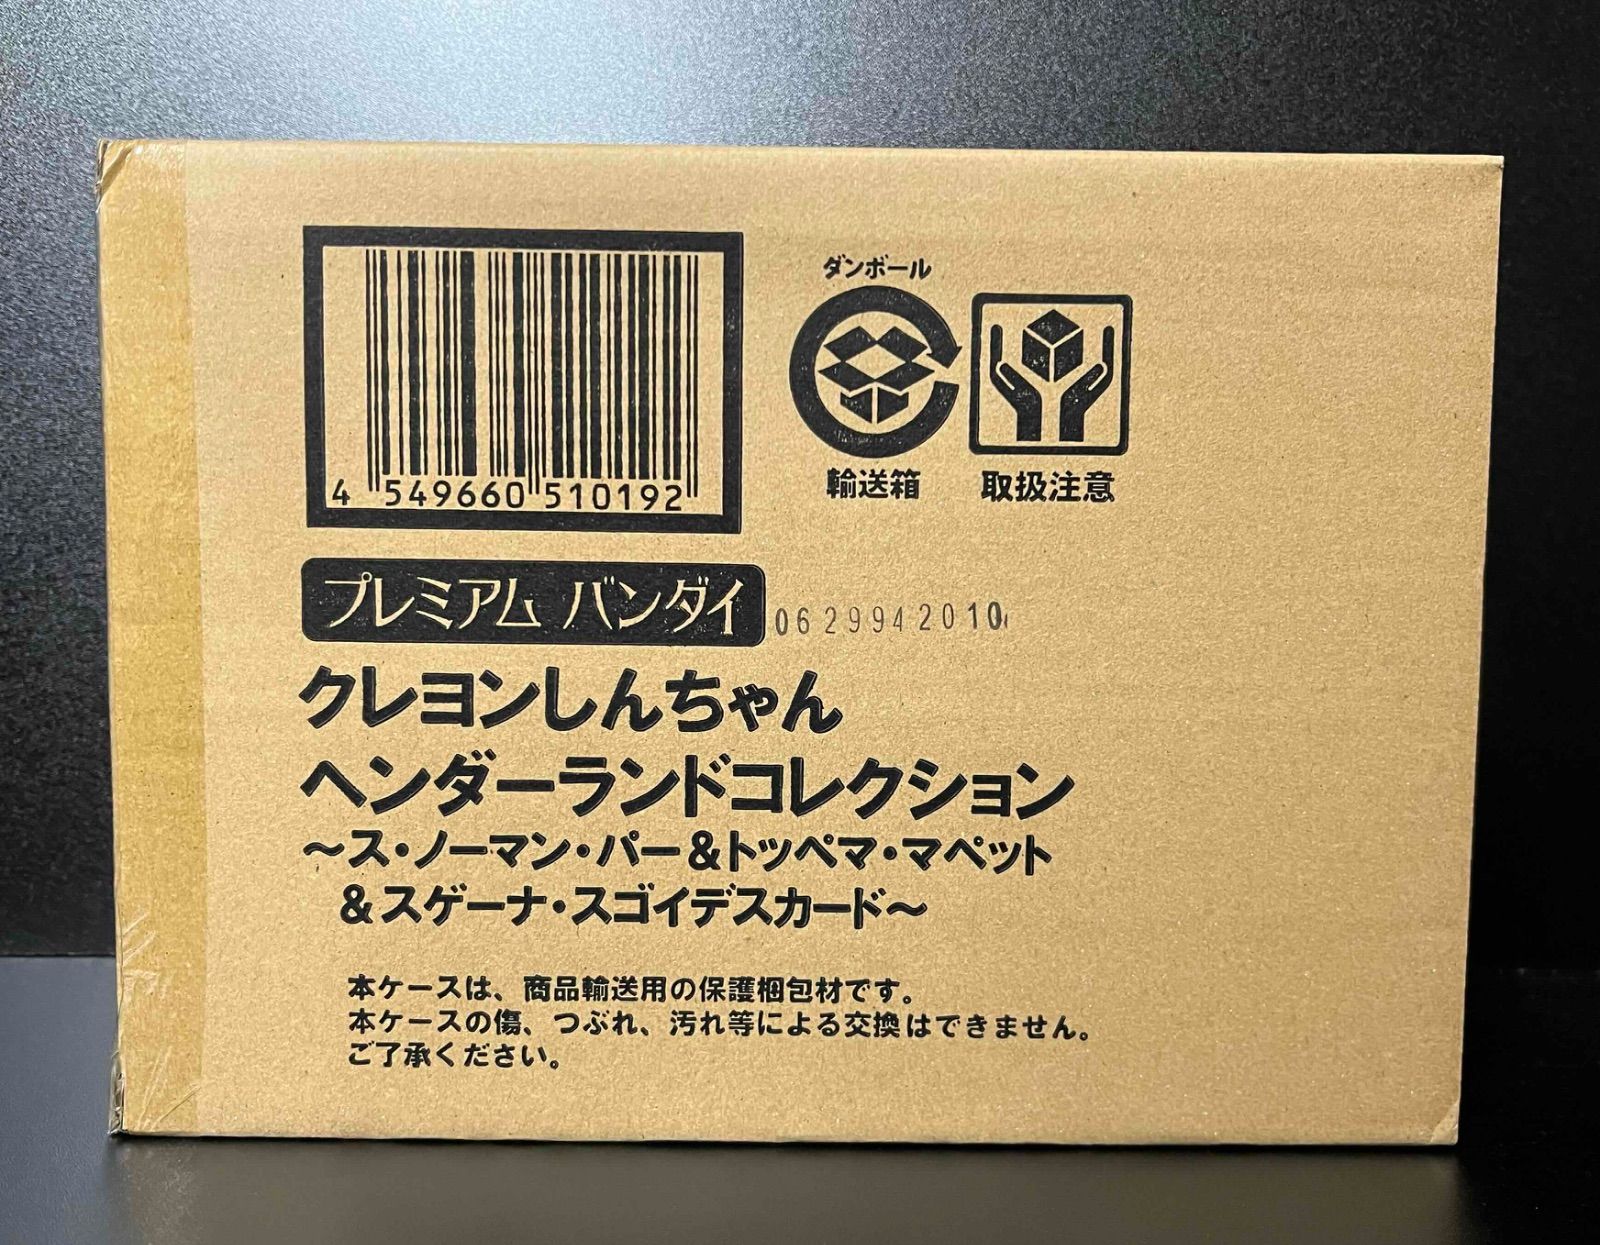 4 549660 510192
ダンボール
輸送箱
取扱注意
プレミアム バンダイ
0629942010
クレヨンしんちゃん
ヘンダーランドコレクション
～ス・ノーマン・パー&トッペマ・マペット
&スゲーナ・スゴイデスカード～
本ケースは、商品輸送用の保護梱包材です。
本ケースの傷、つぶれ、汚れ等による交換はできません。
ご了承ください。